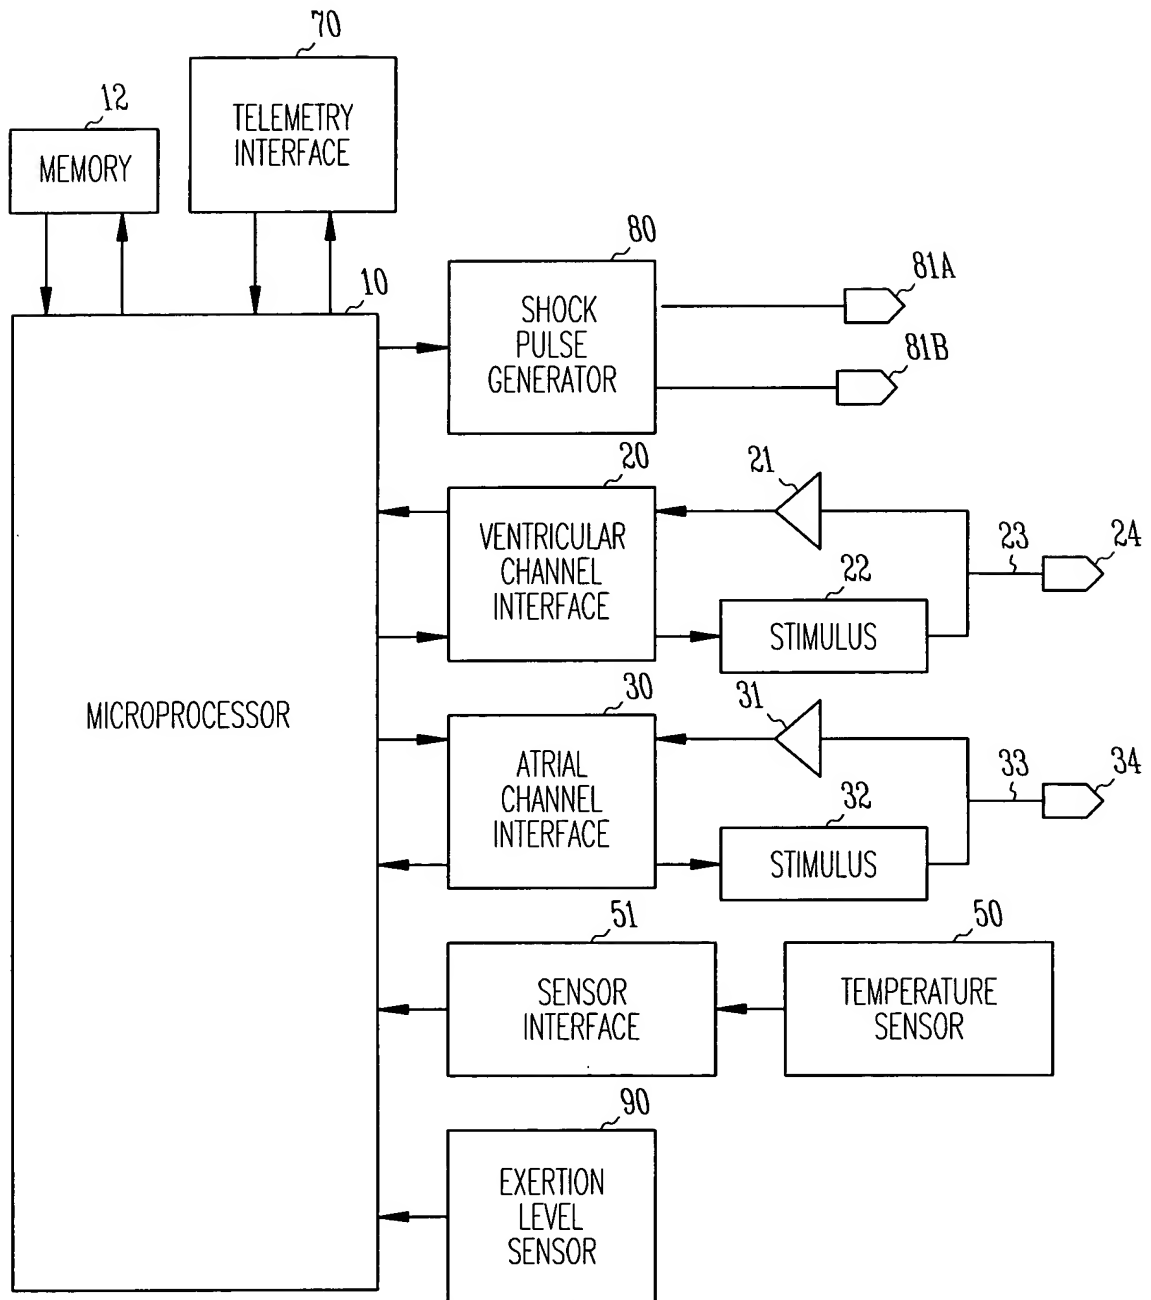 70
12
TELEMETRY
INTERFACE
MEMORY
80
10
81A
SHOCK
PULSE
GENERATOR
81B
20
21
VENTRICULAR
CHANNEL
INTERFACE
23
24
22
STIMULUS
MICROPROCESSOR
30
31
ATRIAL
CHANNEL
INTERFACE
33
34
32
STIMULUS
51
50
SENSOR
INTERFACE
TEMPERATURE
SENSOR
90
EXERTION
LEVEL
SENSOR